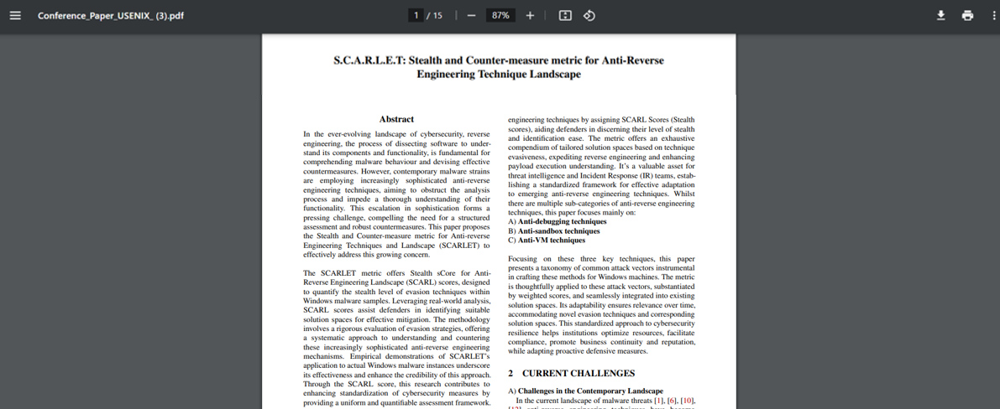 Conference_Paper_USENIX_ (3).pdf
1 / 15
87%
S.C.A.R.L.E.T: Stealth and Counter-measure metric for Anti-Reverse
Engineering Technique Landscape
Abstract
In the ever-evolving landscape of cybersecurity, reverse
engineering, the process of dissecting software to under-
stand its components and functionality, is fundamental for
comprehending malware behaviour and devising effective
countermeasures. However, contemporary malware strains
are employing increasingly sophisticated anti-reverse
engineering techniques, aiming to obstruct the analysis
process and impede a thorough understanding of their
functionality. This escalation in sophistication forms a
pressing challenge, compelling the need for a structured
assessment and robust countermeasures. This paper proposes
the Stealth and Counter-measure metric for Anti-reverse
Engineering Techniques and Landscape (SCARLET) to
effectively address this growing concern.
The SCARLET metric offers Stealth sCore for Anti-
Reverse Engineering Landscape (SCARL) scores, designed
to quantify the stealth level of evasion techniques within
Windows malware samples. Leveraging real-world analysis,
SCARL scores assist defenders in identifying suitable
solution spaces for effective mitigation. The methodology
involves a rigorous evaluation of evasion strategies, offering
a systematic approach to understanding and countering
these increasingly sophisticated anti-reverse engineering
mechanisms. Empirical demonstrations of SCARLET's
application to actual Windows malware instances underscore
its effectiveness and enhance the credibility of this approach.
Through the SCARL score, this research contributes to
enhancing standardization of cybersecurity measures by
providing a uniform and quantifiable assessment framework.
engineering techniques by assigning SCARL Scores (Stealth
scores), aiding defenders in discerning their level of stealth
and identification ease. The metric offers an exhaustive
compendium of tailored solution spaces based on technique
evasiveness, expediting reverse engineering and enhancing
payload execution understanding. It's a valuable asset for
threat intelligence and Incident Response (IR) teams, estab-
lishing a standardized framework for effective adaptation
to emerging anti-reverse engineering techniques. Whilst
there are multiple sub-categories of anti-reverse engineering
techniques, this paper focuses mainly on:
A) Anti-debugging techniques
B) Anti-sandbox techniques
C) Anti-VM techniques
Focusing on these three key techniques, this paper
presents a taxonomy of common attack vectors instrumental
in crafting these methods for Windows machines. The metric
is thoughtfully applied to these attack vectors, substantiated
by weighted scores, and seamlessly integrated into existing
solution spaces. Its adaptability ensures relevance over time,
accommodating novel evasion techniques and corresponding
solution spaces. This standardized approach to cybersecurity
resilience helps institutions optimize resources, facilitate
compliance, promote business continuity and reputation,
while adapting proactive defensive measures.
2 CURRENT CHALLENGES
A) Challenges in the Contemporary Landscape
In the current landscape of malware threats [1], [6], [10],